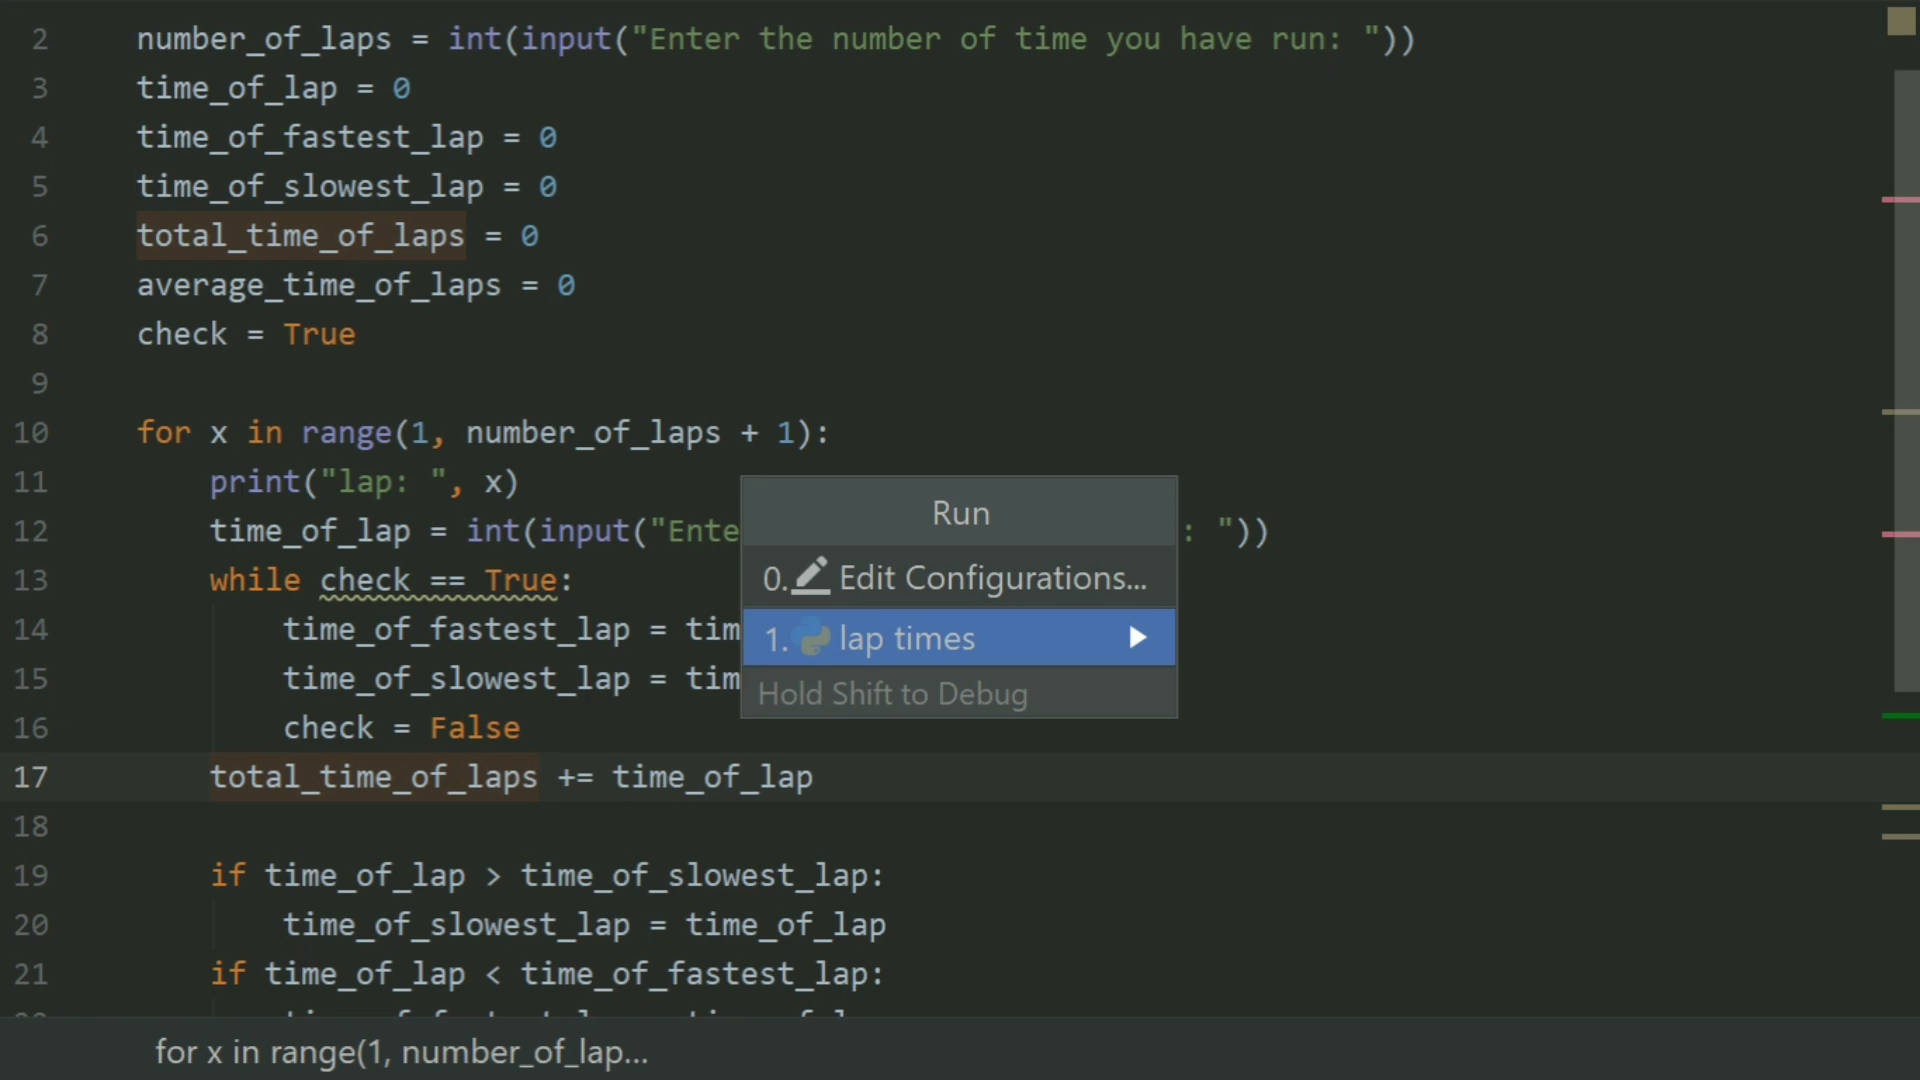 2 number_of_laps = int(input("Enter the number of time you have run: "))
3 time_of_lap = 0
4 time_of_fastest_lap = 0
5 time_of_slowest_lap = 0
6 total_time_of_laps = 0
7 average_time_of_laps = 0
8 check = True
9
10 for x in range(1, number_of_laps + 1):
11 print("lap: ", x)
12 time_of_lap = int(input("Ente : "))
13 while check == True:
14 time_of_fastest_lap = tim
15 time_of_slowest_lap = tim
16 check = False
17 total_time_of_laps += time_of_lap
18
19 if time_of_lap > time_of_slowest_lap:
20 time_of_slowest_lap = time_of_lap
21 if time_of_lap < time_of_fastest_lap:
Run
0. Edit Configurations...
1. lap times
Hold Shift to Debug
for x in range(1, number_of_lap...